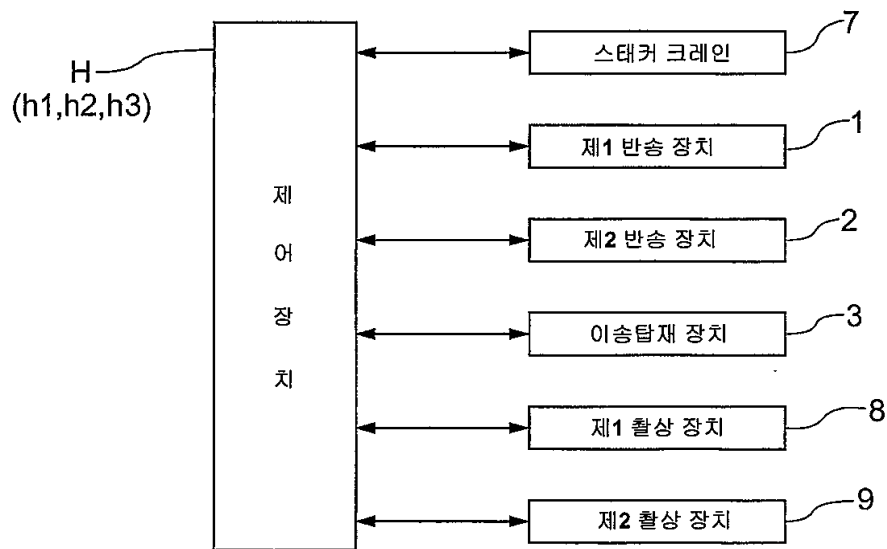 7
스태커 크레인
H
(h1,h2,h3)
1
제1 반송 장치
제
어
장
치
2
제2 반송 장치
3
이송탑재 장치
8
제1 촬상 장치
9
제2 촬상 장치